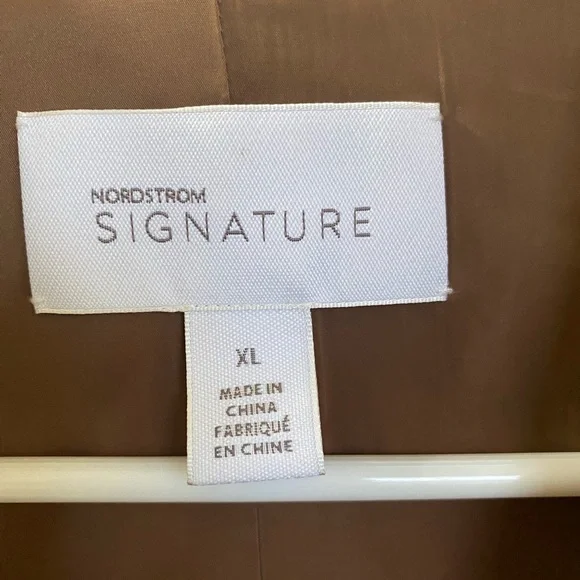 NORDSTROM
SIGNATURE
XL
MADE IN
CHINA
FABRIQUÉ
EN CHINE